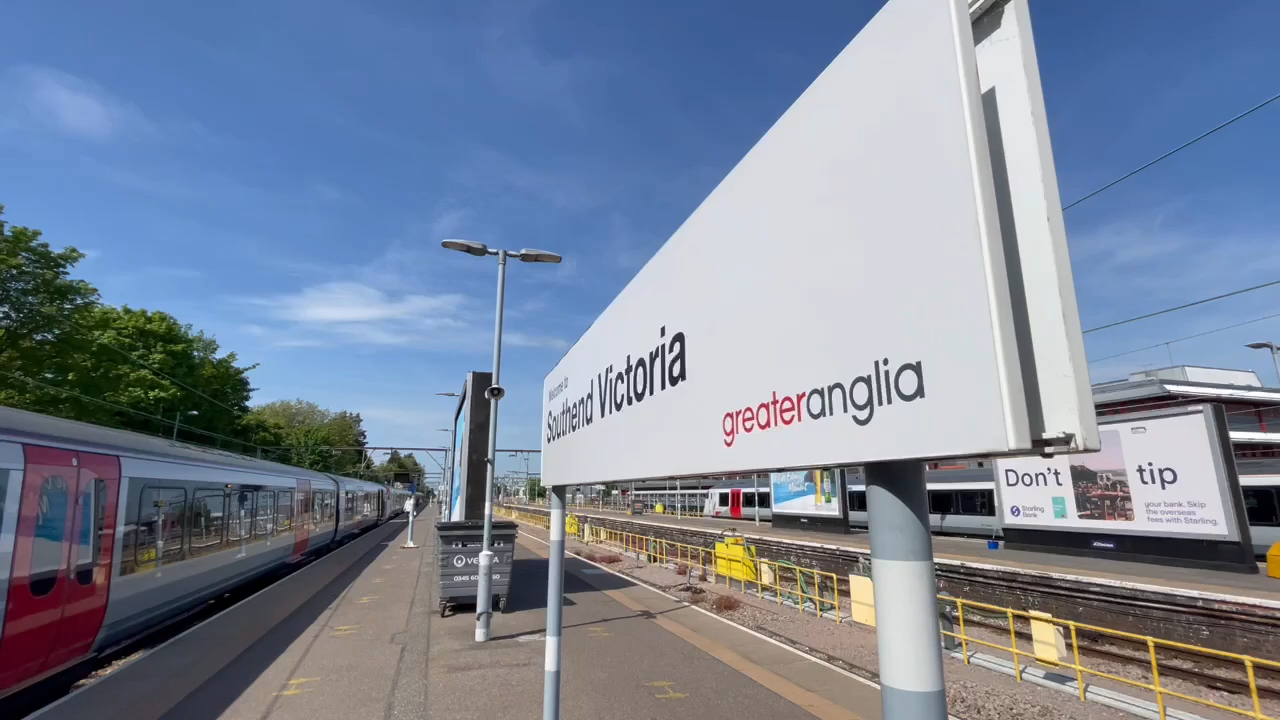 Welcome to
Southend Victoria
greateranglia
Don't
tip
your bank. Skip
the overseas
fees with Starling.
Starling
Bank
VEOLIA